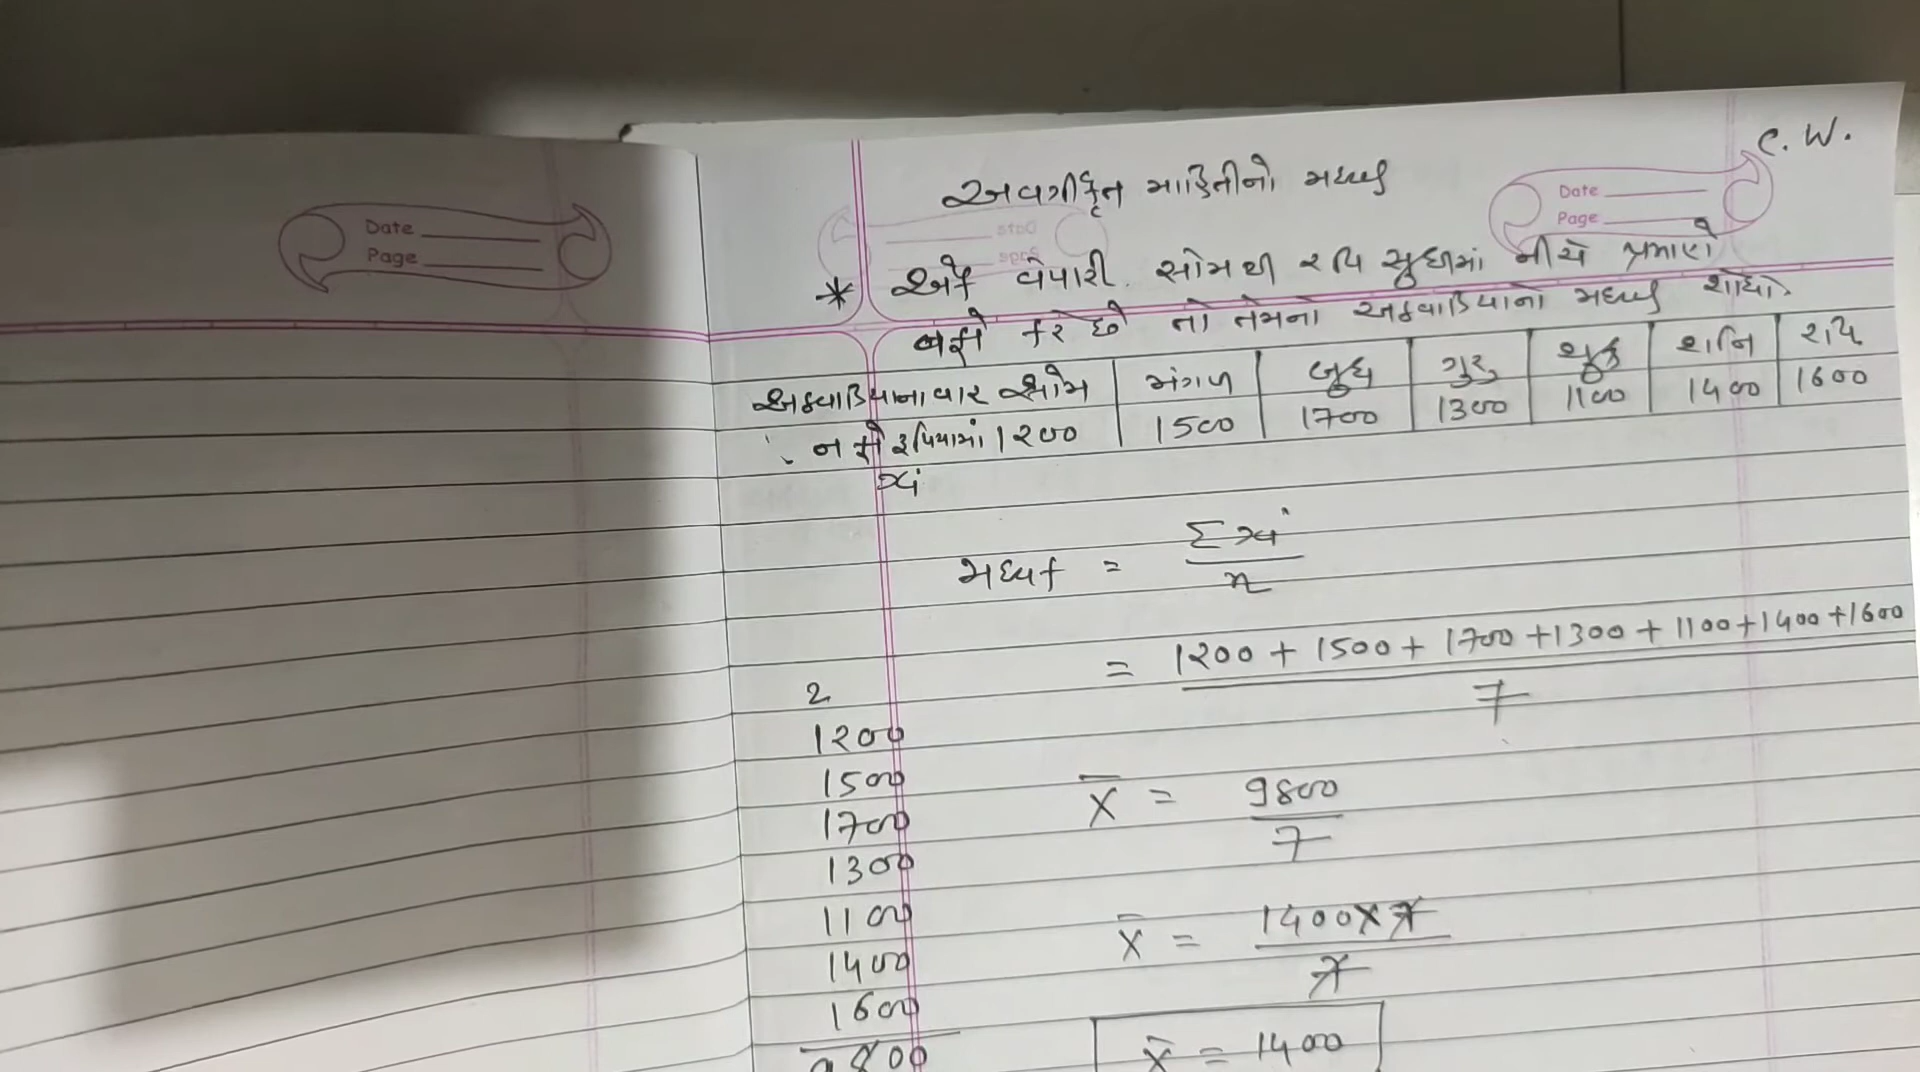 C. W.
અવર્ગીકૃત માહિતીનો મધ્યક
Date
Page
Date
Page
* એક વેપારી સોમથી રવિ સુધીમાં નીચે પ્રમાણે
નફો કરે છે તો તેમનો અઠવાડિયાનો મધ્યક શોધો.
અઠવાડિયાના વાર સોમ મંગળ બુધ ગુરુ શુક્ર શનિ રવિ
નફો રૂપિયામાં 1200 1500 1700 1300 1100 1400 1600
xi
મધ્યક = Σxi / n
= 1200 + 1500 + 1700 + 1300 + 1100 + 1400 + 1600 / 7
2
1200
1500
1700
1300
1100
1400
1600
9800
X̄ = 9800 / 7
X̄ = 1400 x 7 / 7
X̄ = 1400